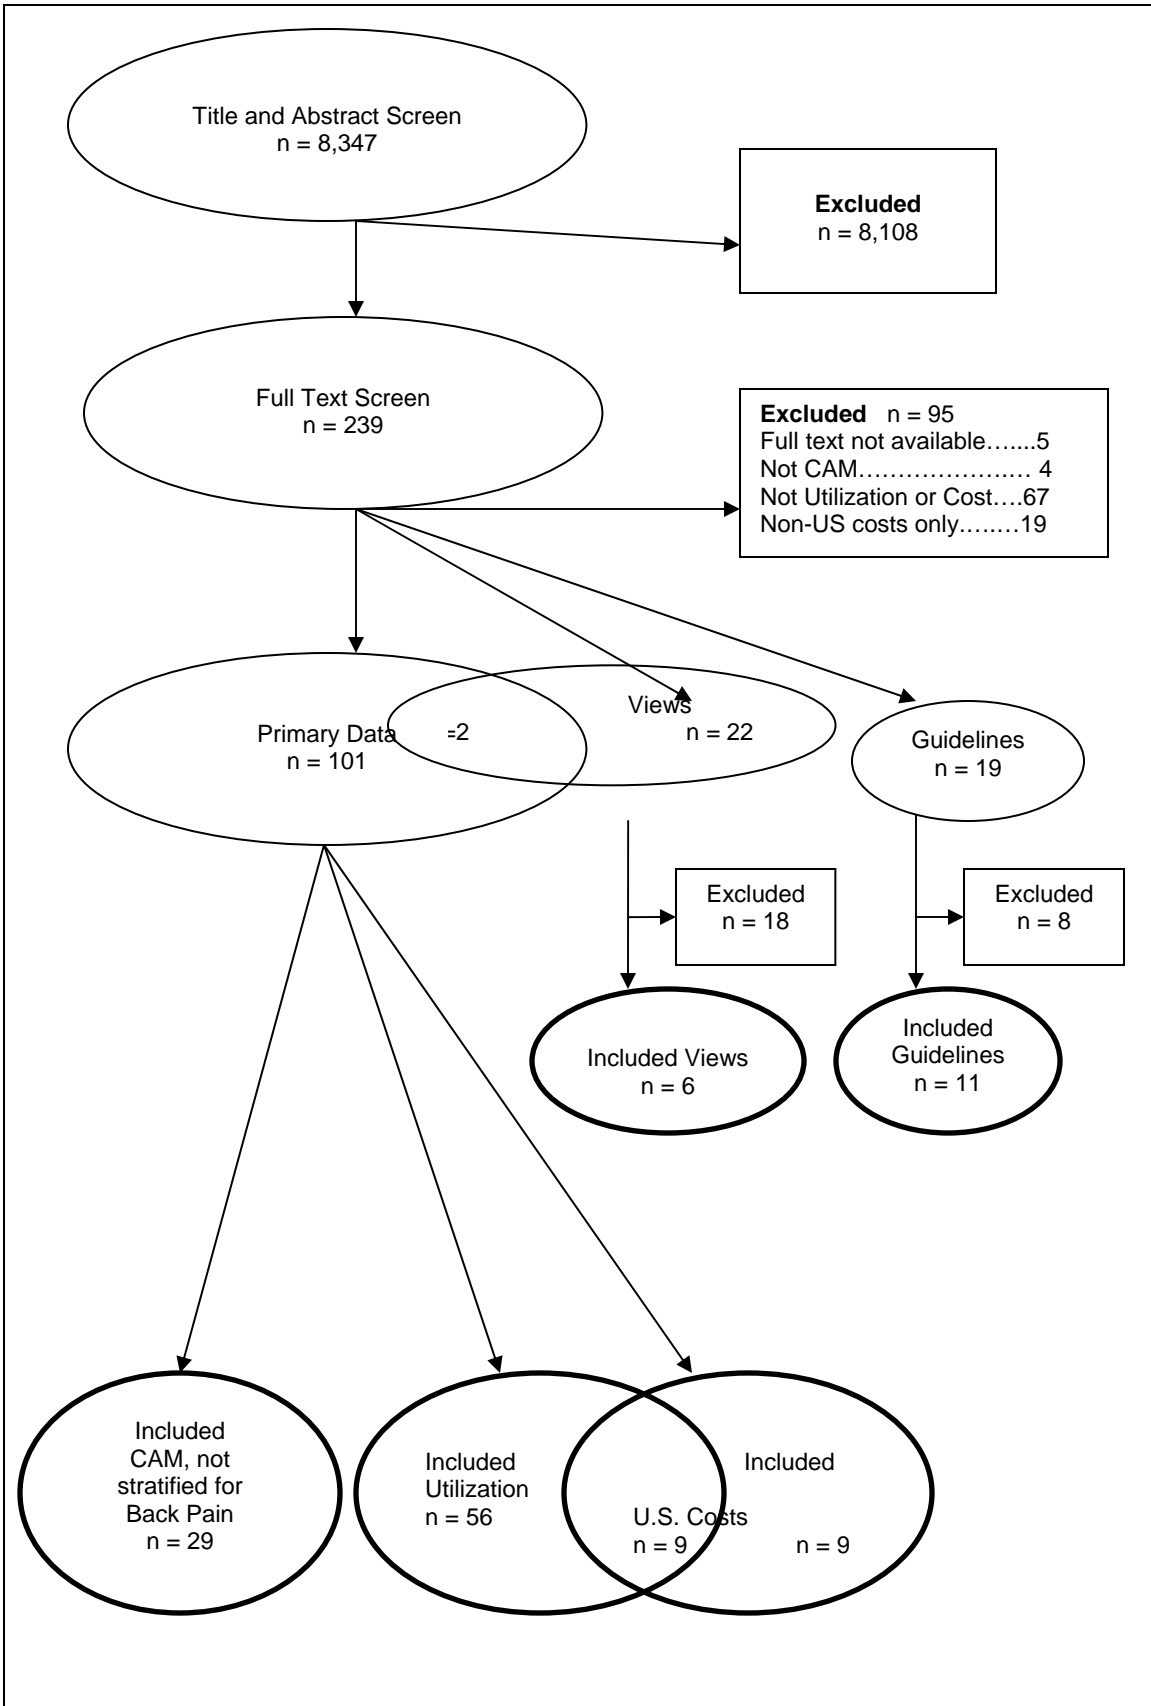 Title and Abstract Screen
n = 8,347
Excluded
n = 8,108
Full Text Screen
n = 239
Excluded n = 95
Full text not available…....5
Not CAM……………..….… 4
Not Utilization or Cost….67
Non-US costs only…..….19
Primary Data
n = 101
=2
Views
n = 22
Guidelines
n = 19
Excluded
n = 18
Excluded
n = 8
Included Views
n = 6
Included
Guidelines
n = 11
Included
CAM, not
stratified for
Back Pain
n = 29
Included
Utilization
n = 56
Included
U.S. Costs
n = 9 n = 9